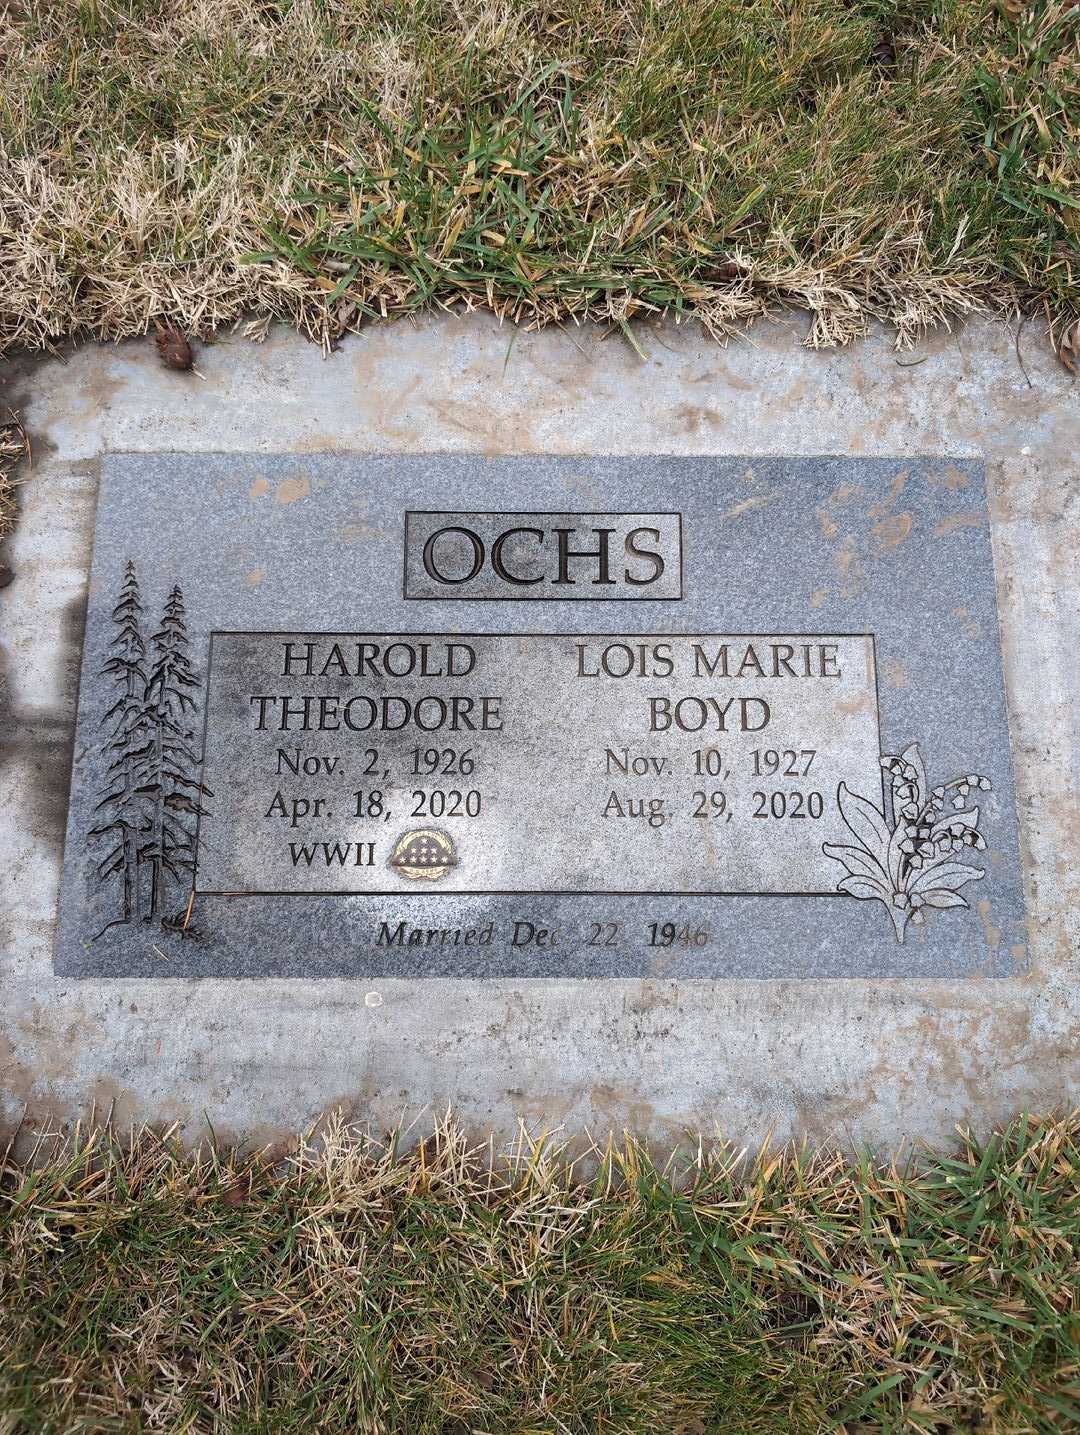 OCHS
HAROLD
THEODORE
Nov. 2, 1926
Apr. 18, 2020
WWII
LOIS MARIE
BOYD
Nov. 10, 1927
Aug. 29, 2020
Married Dec 22 1946